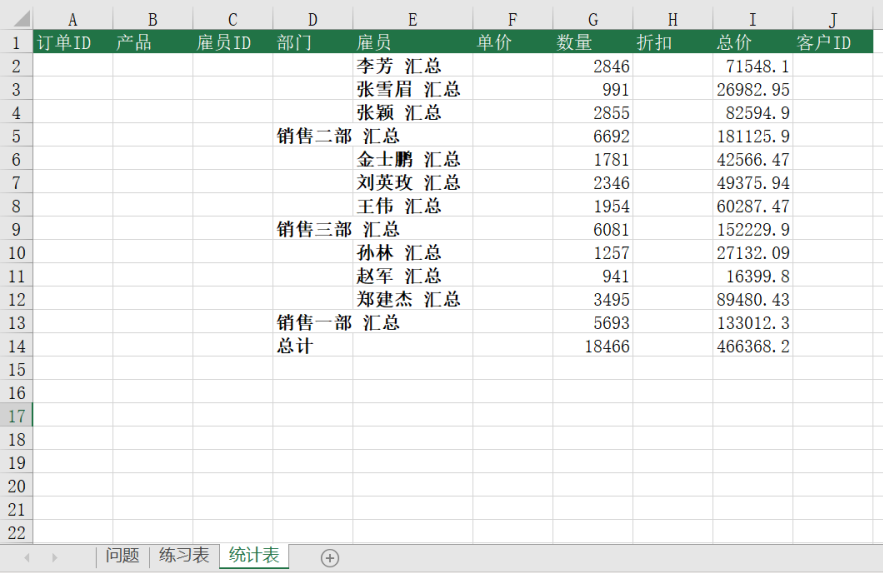 A B C D E F G H I J
1 订单ID 产品 雇员ID 部门 雇员 单价 数量 折扣 总价 客户ID
2 李芳 汇总 2846 71548.1
3 张雪眉 汇总 991 26982.95
4 张颖 汇总 2855 82594.9
5 销售二部 汇总 6692 181125.9
6 金士鹏 汇总 1781 42566.47
7 刘英玫 汇总 2346 49375.94
8 王伟 汇总 1954 60287.47
9 销售三部 汇总 6081 152229.9
10 孙林 汇总 1257 27132.09
11 赵军 汇总 941 16399.8
12 郑建杰 汇总 3495 89480.43
13 销售一部 汇总 5693 133012.3
14 总计 18466 466368.2
15
16
17
18
19
20
21
22
问题 练习表 统计表